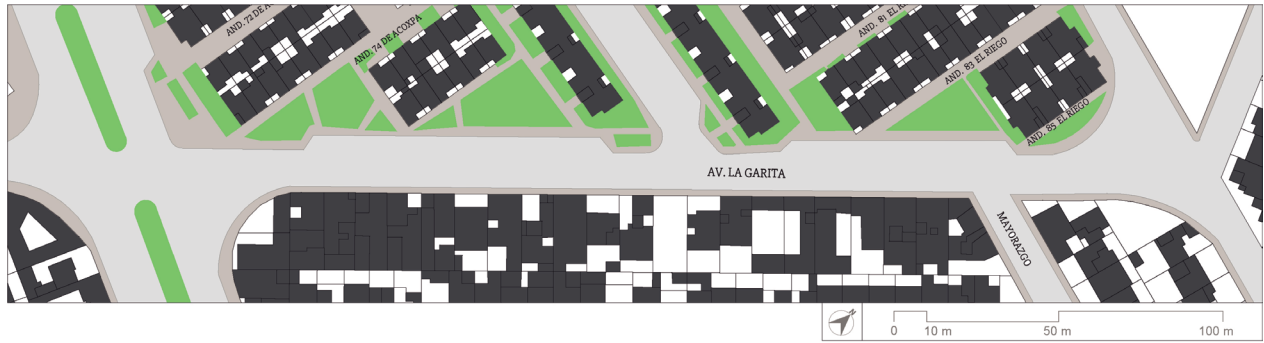 AND. 72 DE A
AND. 74 DE ACOXPA
AND. 81 EL RI
AND. 83 EL RIEGO
AND. 85 EL RIEGO
AV. LA GARITA
MAYORAZGO
N
0 10 m 50 m 100 m